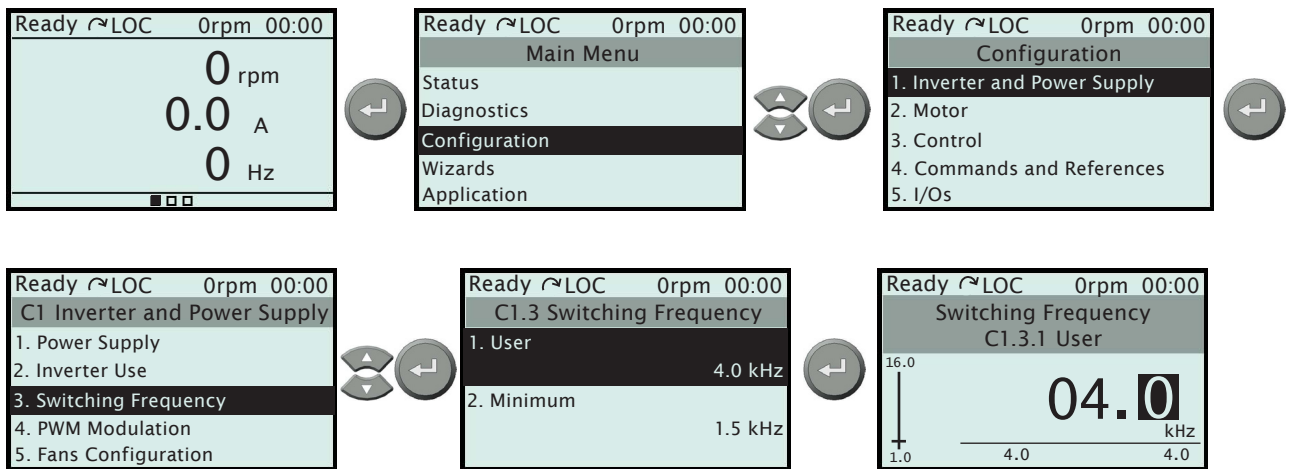 Ready LOC 0rpm 00:00
0 rpm
0.0 A
0 Hz
Ready LOC 0rpm 00:00
Main Menu
Status
Diagnostics
Configuration
Wizards
Application
Ready LOC 0rpm 00:00
Configuration
1. Inverter and Power Supply
2. Motor
3. Control
4. Commands and References
5. I/Os
Ready LOC 0rpm 00:00
C1 Inverter and Power Supply
1. Power Supply
2. Inverter Use
3. Switching Frequency
4. PWM Modulation
5. Fans Configuration
Ready LOC 0rpm 00:00
C1.3 Switching Frequency
1. User
4.0 kHz
2. Minimum
1.5 kHz
Ready LOC 0rpm 00:00
Switching Frequency
C1.3.1 User
16.0
04.0
kHz
1.0 4.0 4.0